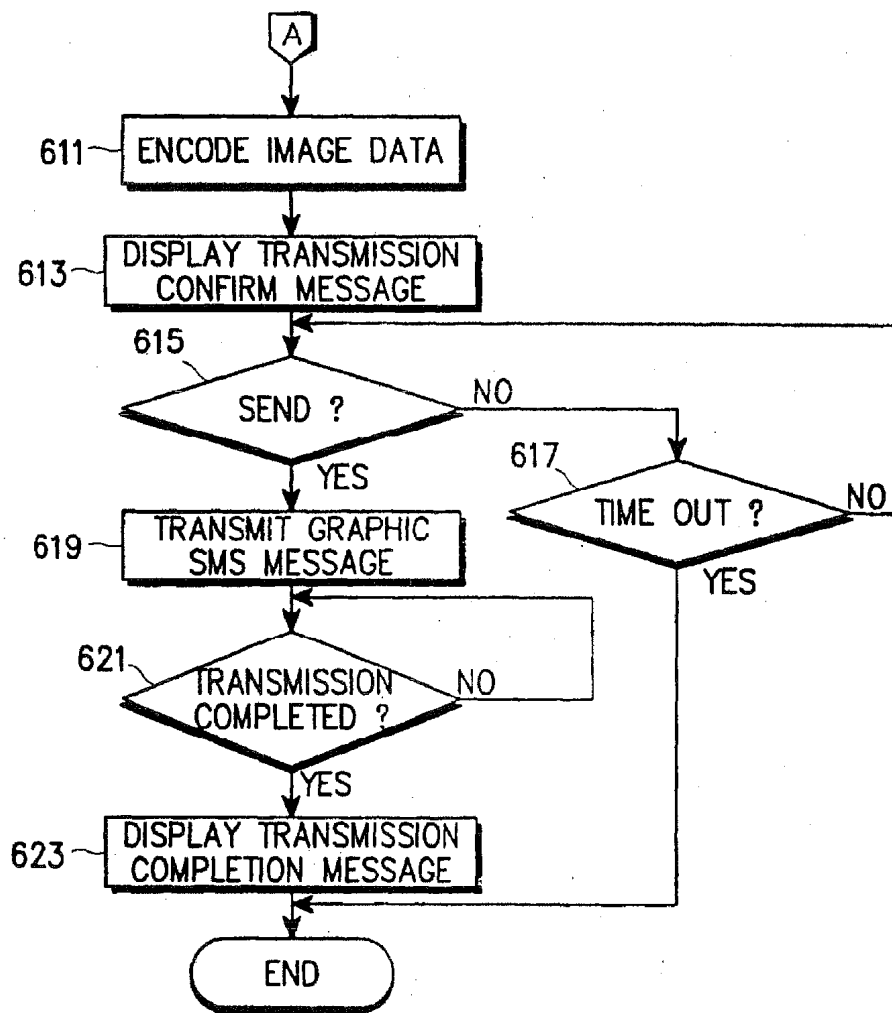 A
611
ENCODE IMAGE DATA
613
DISPLAY TRANSMISSION
CONFIRM MESSAGE
615
SEND ?
NO
YES
617
TIME OUT ?
NO
YES
619
TRANSMIT GRAPHIC
SMS MESSAGE
621
TRANSMISSION
COMPLETED ?
NO
YES
623
DISPLAY TRANSMISSION
COMPLETION MESSAGE
END